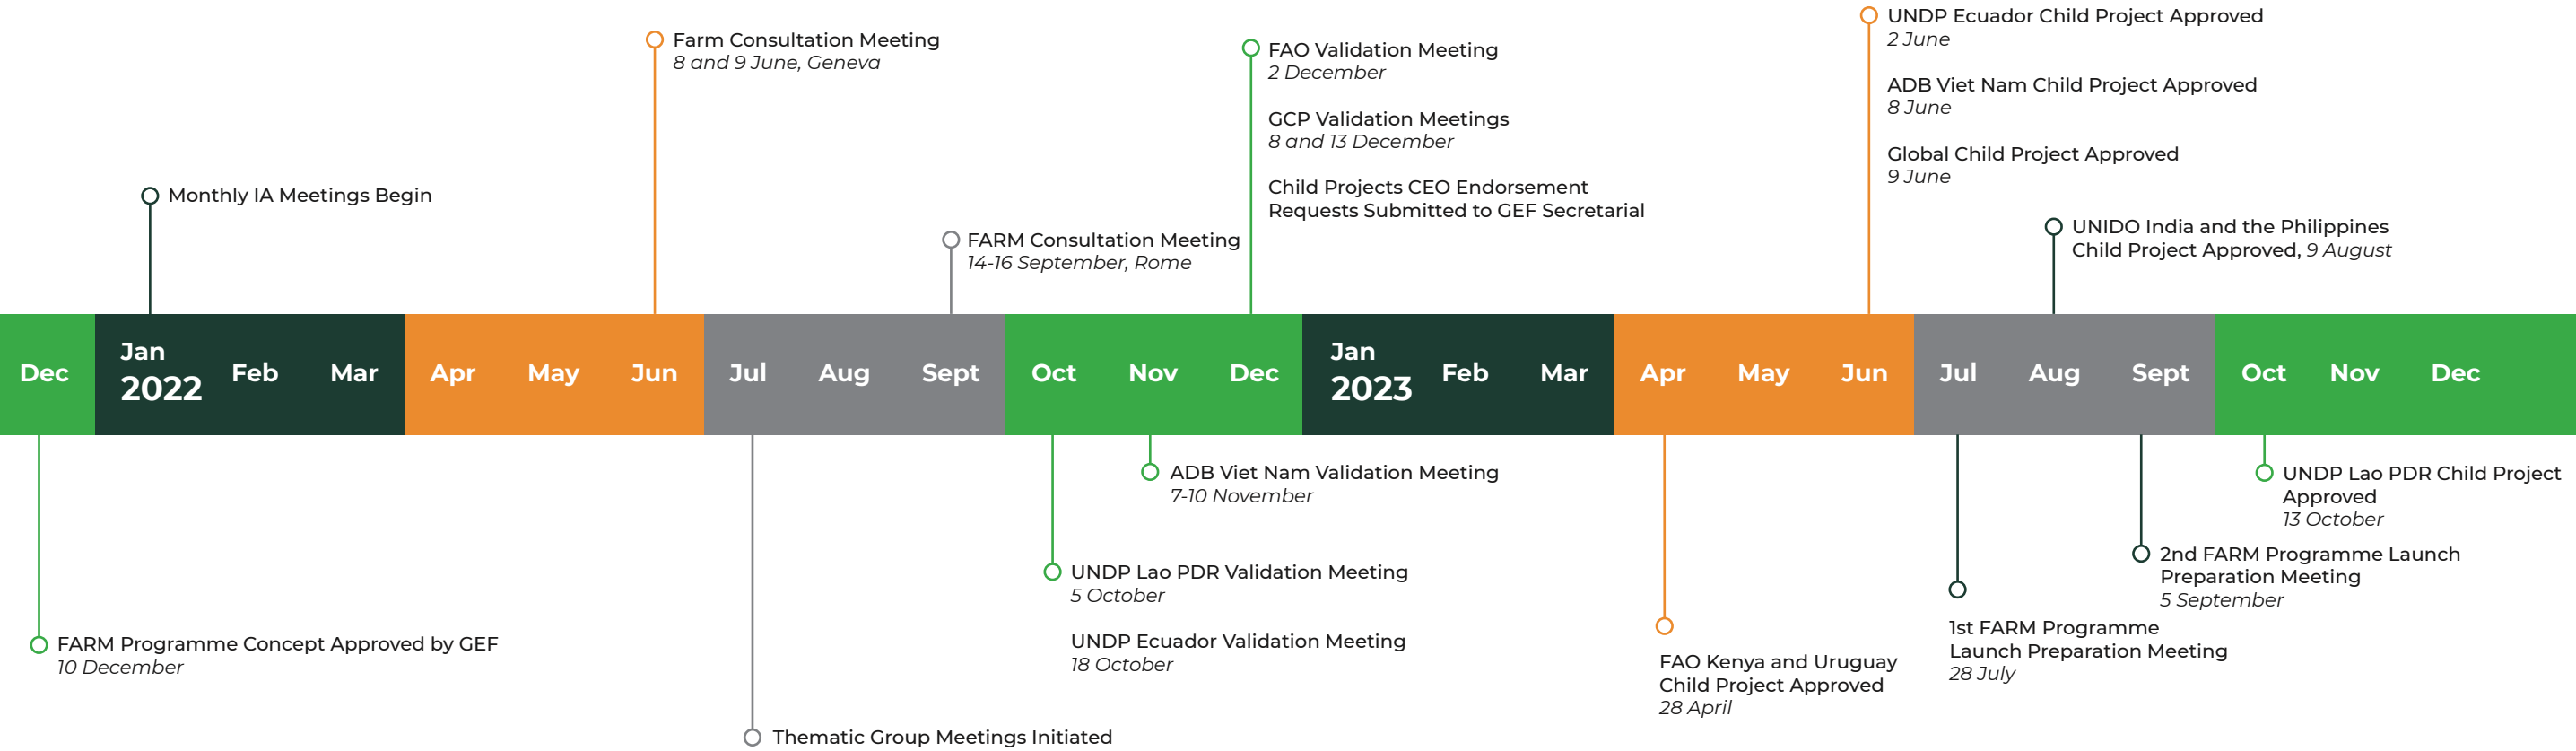 UNDP Ecuador Child Project Approved
2 June
ADB Viet Nam Child Project Approved
8 June
Global Child Project Approved
9 June
Farm Consultation Meeting
8 and 9 June, Geneva
FAO Validation Meeting
2 December
GCP Validation Meetings
8 and 13 December
Child Projects CEO Endorsement
Requests Submitted to GEF Secretarial
Monthly IA Meetings Begin
FARM Consultation Meeting
14-16 September, Rome
UNIDO India and the Philippines
Child Project Approved, 9 August
Dec
Jan
2022
Feb
Mar
Apr
May
Jun
Jul
Aug
Sept
Oct
Nov
Dec
Jan
2023
Feb
Mar
Apr
May
Jun
Jul
Aug
Sept
Oct
Nov
Dec
ADB Viet Nam Validation Meeting
7-10 November
UNDP Lao PDR Child Project
Approved
13 October
UNDP Lao PDR Validation Meeting
5 October
UNDP Ecuador Validation Meeting
18 October
2nd FARM Programme Launch
Preparation Meeting
5 September
1st FARM Programme
Launch Preparation Meeting
28 July
FARM Programme Concept Approved by GEF
10 December
FAO Kenya and Uruguay
Child Project Approved
28 April
Thematic Group Meetings Initiated